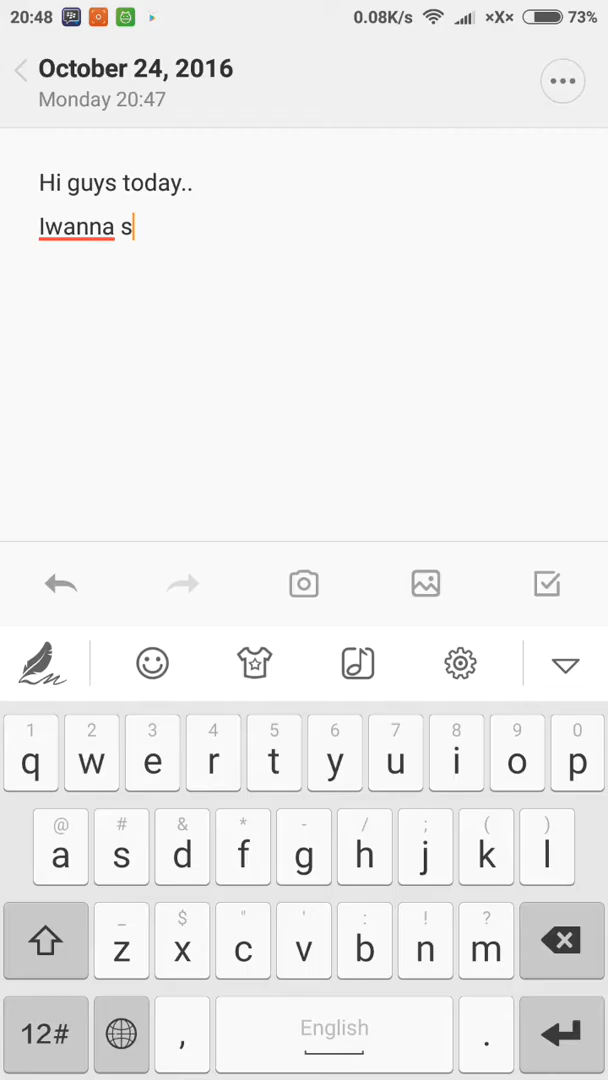 20:48 0.08K/s ×X× 73%
October 24, 2016
Monday 20:47
Hi guys today..
Iwanna s
1 2 3 4 5 6 7 8 9 0
q w e r t y u i o p
@ # & * - / ; ( )
a s d f g h j k l
_ $ " ' : ! ?
z x c v b n m
12# , English .